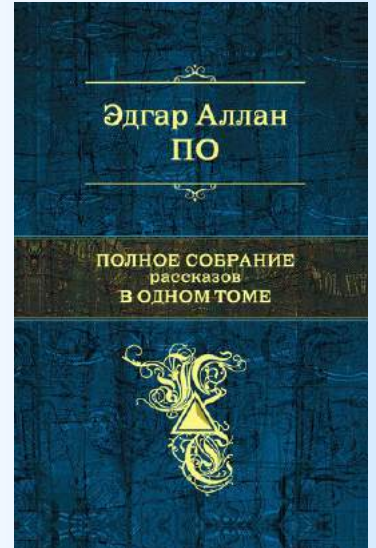 Эдгар Аллан
ПО
ПОЛНОЕ СОБРАНИЕ
рассказов
В ОДНОМ ТОМЕ